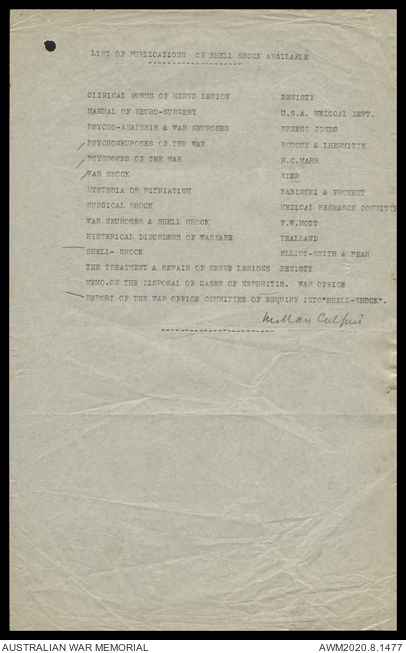 LIST OF PUBLICATIONS ON SHELL SHOCK AVAILABLE
CLINICAL FORMS OF NERVE LESION BENISTY
MANUAL OF NEURO-SURGERY U.S.A. MEDICAL DEPT.
PSYCHO-ANALYSIS & WAR NEUROSES ERNEST JONES
PSYCHONEUROSES OF THE WAR ROUSSY & LHERMITTE
PSYCHOSES OF THE WAR H.C. MARR
WAR SHOCK EDER
HYSTERIA OR PITHIATISM BABINSKI & FROMENT
SURGICAL SHOCK MEDICAL RESEARCH COMMITTEE
WAR NEUROSES & SHELL SHOCK F.W. MOTT
HYSTERICAL DISORDERS OF WARFARE YEALLAND
SHELL- SHOCK ELLIOT-SMITH & PEAR
THE TREATMENT & REPAIR OF NERVE LESIONS BENISTY
MEMO.ON THE DISPOSAL OF CASES OF NEPHRITIS. WAR OFFICE
REPORT OF THE WAR OFFICE COMMITTEE OF ENQUIRY INTO"SHELL-SHOCK".
AUSTRALIAN WAR MEMORIAL AWM2020.8.1477